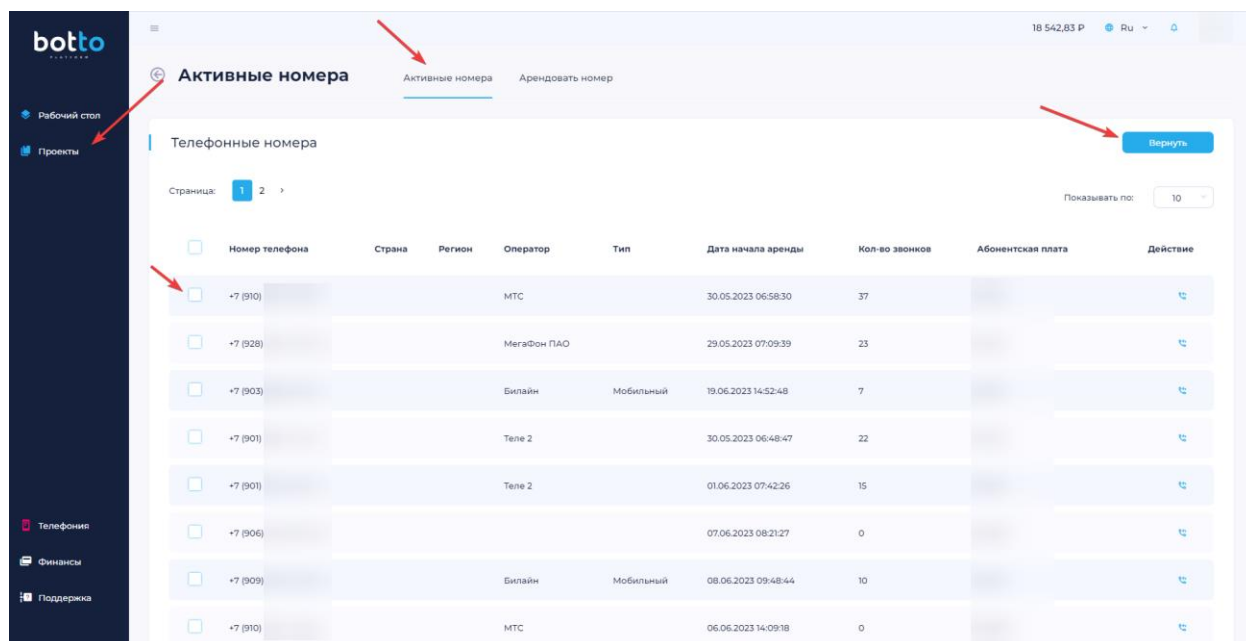 botto
PLATFORM
18 542,83 ₽ Ru
Активные номера Активные номера Арендовать номер
Рабочий стол
Проекты
Телефонные номера Вернуть
Страница: 1 2 > Показывать по: 10
Номер телефона Страна Регион Оператор Тип Дата начала аренды Кол-во звонков Абонентская плата Действие
+7 (910) МТС 30.05.2023 06:58:30 37
+7 (928) МегаФон ПАО 29.05.2023 07:09:39 23
+7 (903) Билайн Мобильный 19.06.2023 14:52:48 7
+7 (901) Теле 2 30.05.2023 06:48:47 22
+7 (901) Теле 2 01.06.2023 07:42:26 15
+7 (906) 07.06.2023 08:21:27 0
+7 (909) Билайн Мобильный 08.06.2023 09:48:44 10
+7 (910) МТС 06.06.2023 14:09:18 0
Телефония
Финансы
Поддержка